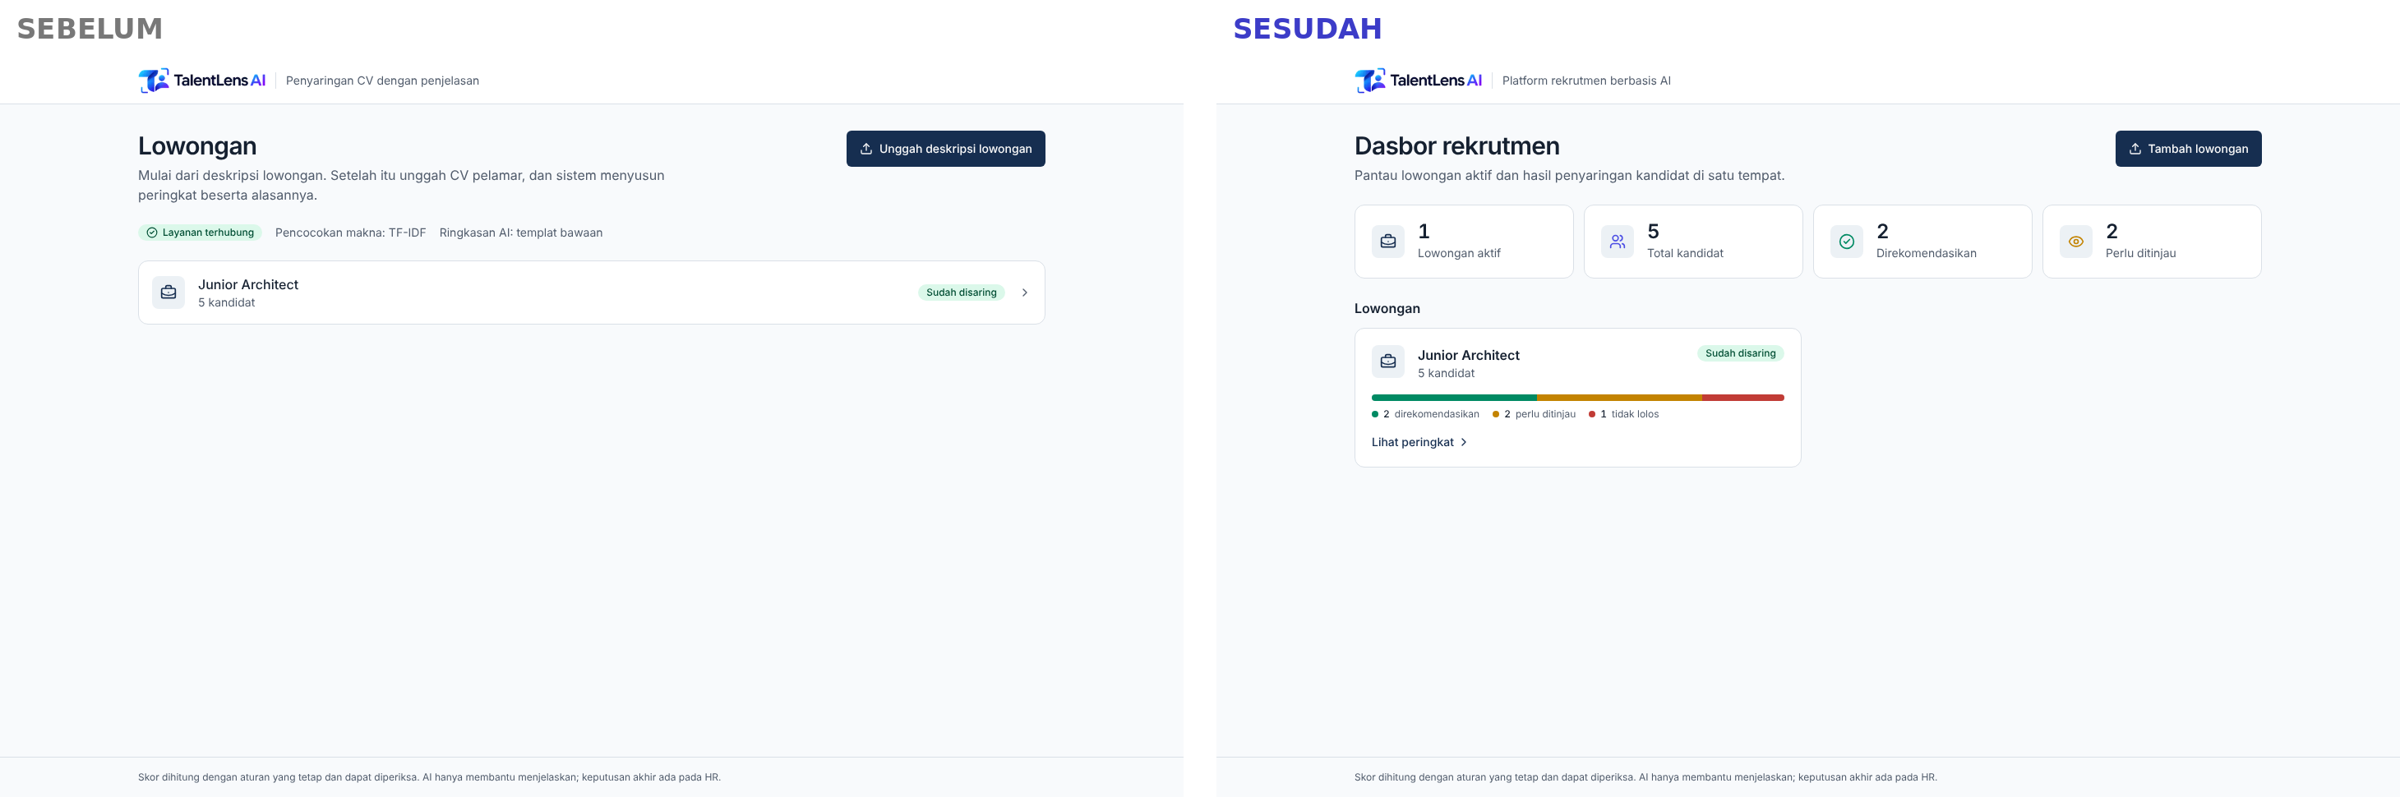 SEBELUM
TalentLens AI
Penyaringan CV dengan penjelasan
Lowongan
Unggah deskripsi lowongan
Mulai dari deskripsi lowongan. Setelah itu unggah CV pelamar, dan sistem menyusun
peringkat beserta alasannya.
Layanan terhubung
Pencocokan makna: TF-IDF
Ringkasan AI: templat bawaan
Junior Architect
5 kandidat
Sudah disaring
Skor dihitung dengan aturan yang tetap dan dapat diperiksa. AI hanya membantu menjelaskan; keputusan akhir ada pada HR.
SESUDAH
TalentLens AI
Platform rekrutmen berbasis AI
Dasbor rekrutmen
Tambah lowongan
Pantau lowongan aktif dan hasil penyaringan kandidat di satu tempat.
1
Lowongan aktif
5
Total kandidat
2
Direkomendasikan
2
Perlu ditinjau
Lowongan
Junior Architect
5 kandidat
Sudah disaring
2 direkomendasikan
2 perlu ditinjau
1 tidak lolos
Lihat peringkat
Skor dihitung dengan aturan yang tetap dan dapat diperiksa. AI hanya membantu menjelaskan; keputusan akhir ada pada HR.